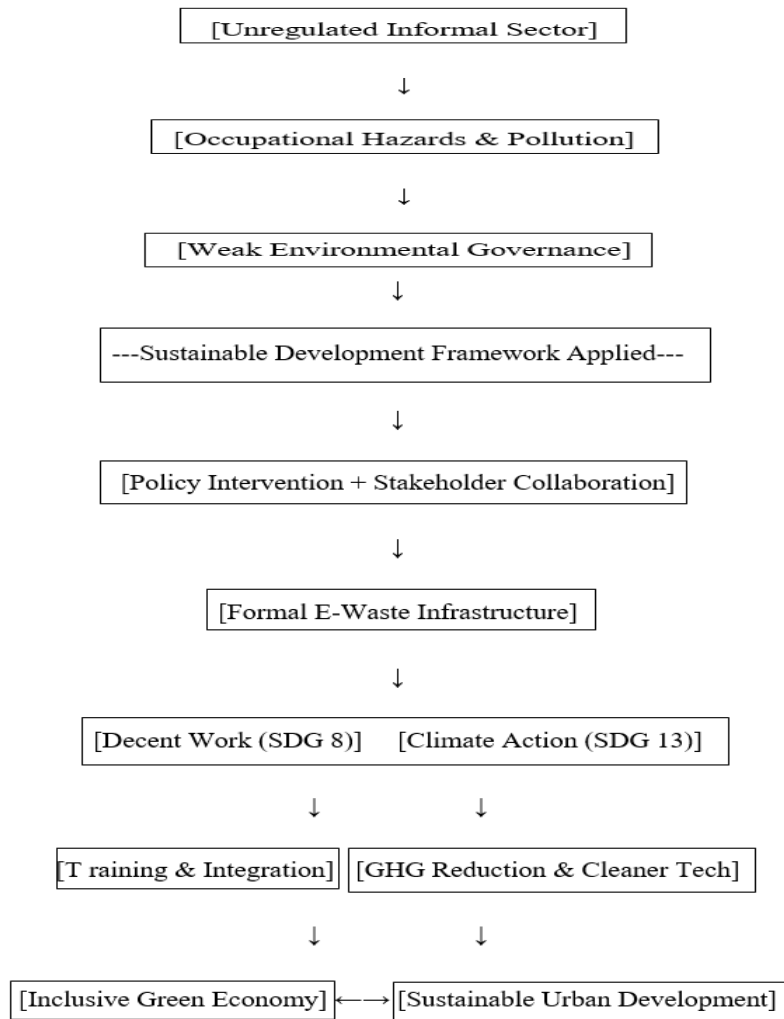 [Unregulated Informal Sector]
↓
[Occupational Hazards & Pollution]
↓
[Weak Environmental Governance]
↓
---Sustainable Development Framework Applied---
↓
[Policy Intervention + Stakeholder Collaboration]
↓
[Formal E-Waste Infrastructure]
↓
[Decent Work (SDG 8)] [Climate Action (SDG 13)]
↓ ↓
[T raining & Integration] [GHG Reduction & Cleaner Tech]
↓ ↓
[Inclusive Green Economy] ←→ [Sustainable Urban Development]